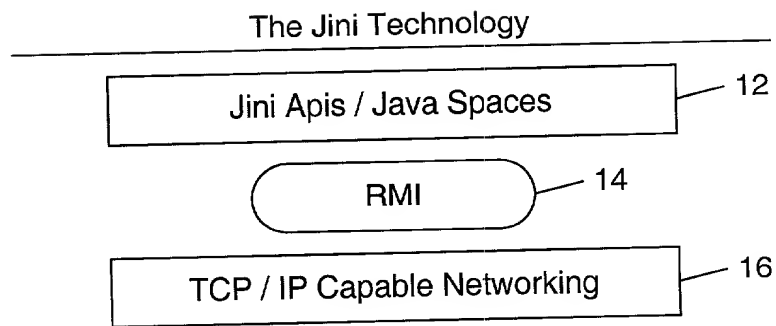 The Jini Technology
Jini Apis / Java Spaces
12
RMI
14
TCP / IP Capable Networking
16